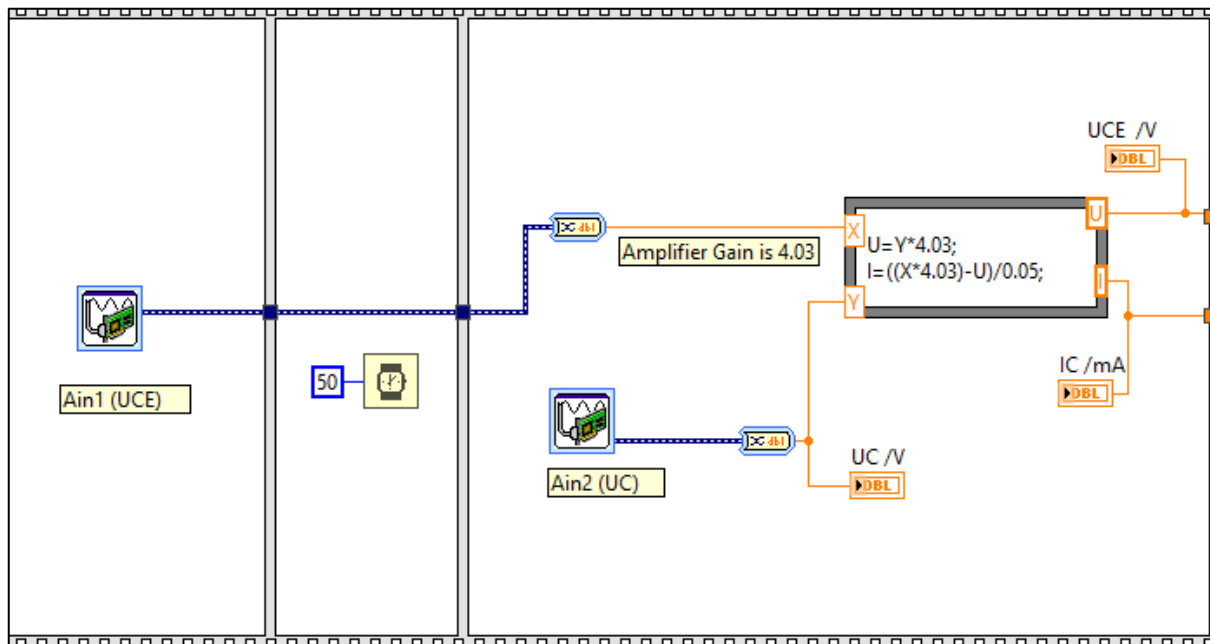 UCE /V
DBL
dbl
Amplifier Gain is 4.03
X
U
U=Y*4.03;
I=((X*4.03)-U)/0.05;
I
Y
Ain1 (UCE)
50
IC /mA
DBL
dbl
UC /V
DBL
Ain2 (UC)